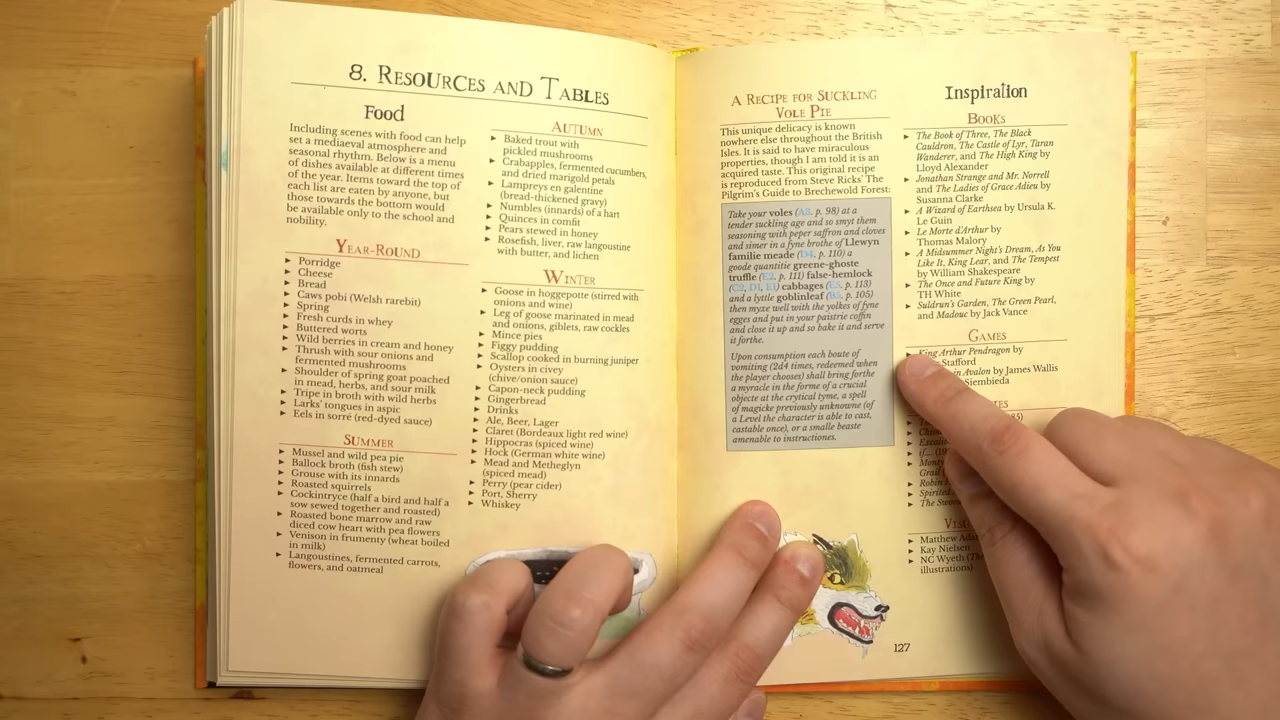 8. Resources and Tables
Food
Including scenes with food can help
set a mediaeval atmosphere and
seasonal rhythm. Below is a menu
of dishes available at different times
of the year. Items toward the top of
each list are eaten by anyone, but
those towards the bottom would
be available only to the school and
nobility.
Year-Round
▸ Porridge
▸ Cheese
▸ Bread
▸ Caws pobi (Welsh rarebit)
▸ Spring
▸ Fresh curds in whey
▸ Buttered worts
▸ Wild berries in cream and honey
▸ Thrush with sour onions and
fermented mushrooms
▸ Shoulder of spring goat poached
in mead, herbs, and sour milk
▸ Tripe in broth with wild herbs
▸ Larks' tongues in aspic
▸ Eels in sorré (red-dyed sauce)
Summer
▸ Mussel and wild pea pie
▸ Ballock broth (fish stew)
▸ Grouse with its innards
▸ Roasted squirrels
▸ Cockintryce (half a bird and half a
sow sewed together and roasted)
▸ Roasted bone marrow and raw
diced cow heart with pea flowers
▸ Venison in frumenty (wheat boiled
in milk)
▸ Langoustines, fermented carrots,
flowers, and oatmeal
Autumn
▸ Baked trout with
pickled mushrooms
▸ Crabapples, fermented cucumbers,
and dried marigold petals
▸ Lampreys en galentine
(bread-thickened gravy)
▸ Numbles (innards) of a hart
▸ Quinces in comfit
▸ Pears stewed in honey
▸ Rosefish, liver, raw langoustine
with butter, and lichen
Winter
▸ Goose in hoggepotte (stirred with
onions and wine)
▸ Leg of goose marinated in mead
and onions, giblets, raw cockles
▸ Mince pies
▸ Figgy pudding
▸ Scallop cooked in burning juniper
▸ Oysters in civey
(chive/onion sauce)
▸ Capon-neck pudding
▸ Gingerbread
▸ Drinks
▸ Ale, Beer, Lager
▸ Claret (Bordeaux light red wine)
▸ Hippocras (spiced wine)
▸ Hock (German white wine)
▸ Mead and Metheglyn
(spiced mead)
▸ Perry (pear cider)
▸ Port, Sherry
▸ Whiskey
A Recipe for Suckling
Vole Pie
This unique delicacy is known
nowhere else throughout the British
Isles. It is said to have miraculous
properties, though I am told it is an
acquired taste. This original recipe
is reproduced from Steve Ricks' The
Pilgrim's Guide to Brechewold Forest:
Take your voles (A3, p. 98) at a
tender suckling age and so smyt them
seasoning with peper saffron and cloves
and simer in a fyne brothe of Llewyn
familie meade (D4, p. 110) a
goode quantitie greene-ghoste
truffle (E2, p. 111) false-hemlock
(C2, D1, E1) cabbages (E5, p. 113)
and a lyttle goblinleaf (B5, p. 105)
then myxe well with the yolkes of fyne
egges and put in your paistrie coffin
and close it up and so bake it and serve
it forthe.
Upon consumption each boute of
vomiting (2d4 times, redeemed when
the player chooses) shall bring forthe
a myracle in the forme of a crucial
objecte at the crytical tyme, a spell
of magicke previously unknowne (of
a Level the character is able to cast,
castable once), or a smalle beaste
amenable to instructiones.
Inspiration
Books
▸ The Book of Three, The Black
Cauldron, The Castle of Lyr, Taran
Wanderer, and The High King by
Lloyd Alexander
▸ Jonathan Strange and Mr. Norrell
and The Ladies of Grace Adieu by
Susanna Clarke
▸ A Wizard of Earthsea by Ursula K.
Le Guin
▸ Le Morte d'Arthur by
Thomas Malory
▸ A Midsummer Night's Dream, As You
Like It, King Lear, and The Tempest
by William Shakespeare
▸ The Once and Future King by
TH White
▸ Suldrun's Garden, The Green Pearl,
and Madouc by Jack Vance
Games
▸ King Arthur Pendragon by
Stafford
in Avalon by James Wallis
Siembieda
▸ if...
▸ Monty
▸ Robin
▸ Spirited
▸ The
▸ Matthew
▸ Kay Nielsen
▸ NC Wyeth
illustrations)
127